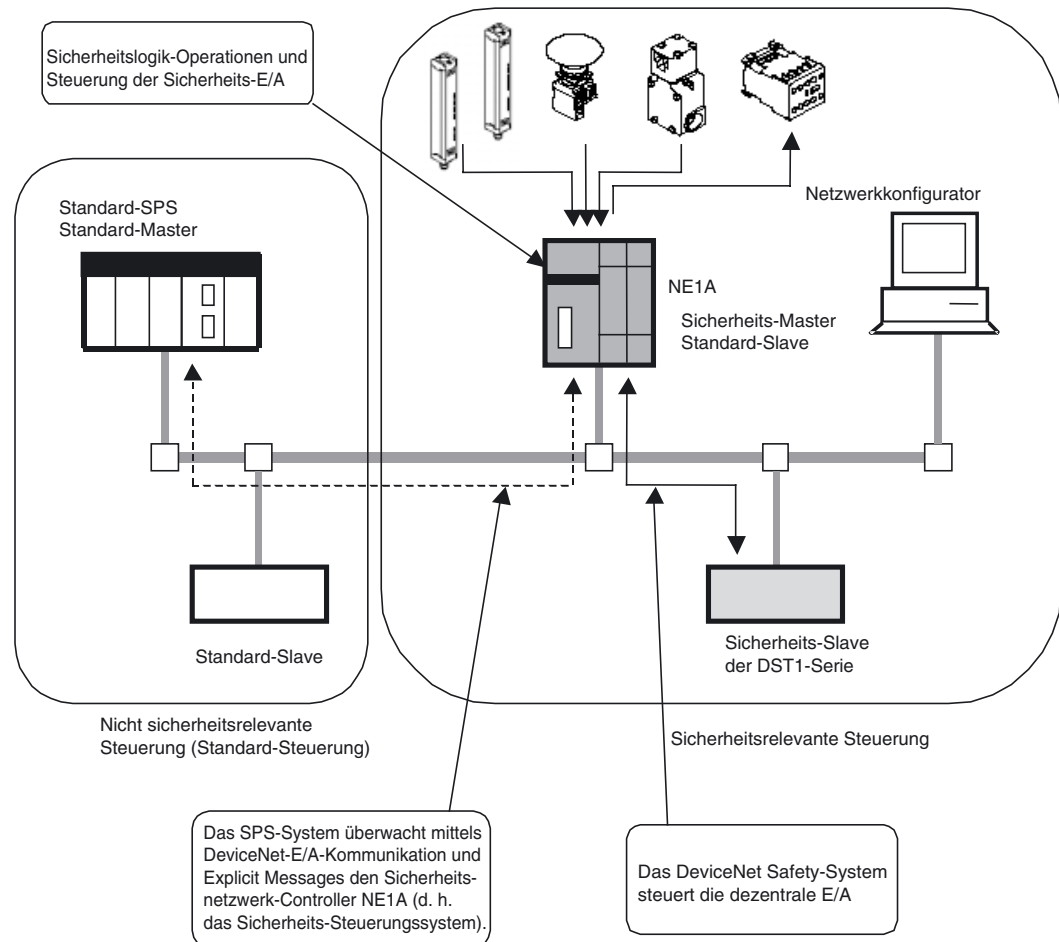 Sicherheitslogik-Operationen und
Steuerung der Sicherheits-E/A
Standard-SPS
Standard-Master
Netzwerkkonfigurator
NE1A
Sicherheits-Master
Standard-Slave
Standard-Slave
Sicherheits-Slave
der DST1-Serie
Nicht sicherheitsrelevante
Steuerung (Standard-Steuerung)
Sicherheitsrelevante Steuerung
Das SPS-System überwacht mittels
DeviceNet-E/A-Kommunikation und
Explicit Messages den Sicherheits-
netzwerk-Controller NE1A (d. h.
das Sicherheits-Steuerungssystem).
Das DeviceNet Safety-System
steuert die dezentrale E/A